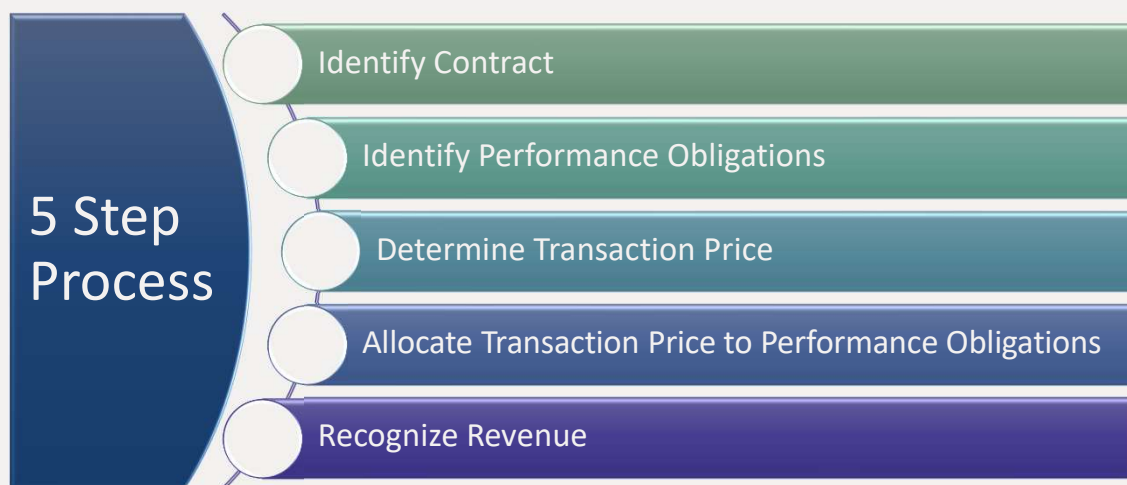 5 Step
Process
Identify Contract
Identify Performance Obligations
Determine Transaction Price
Allocate Transaction Price to Performance Obligations
Recognize Revenue